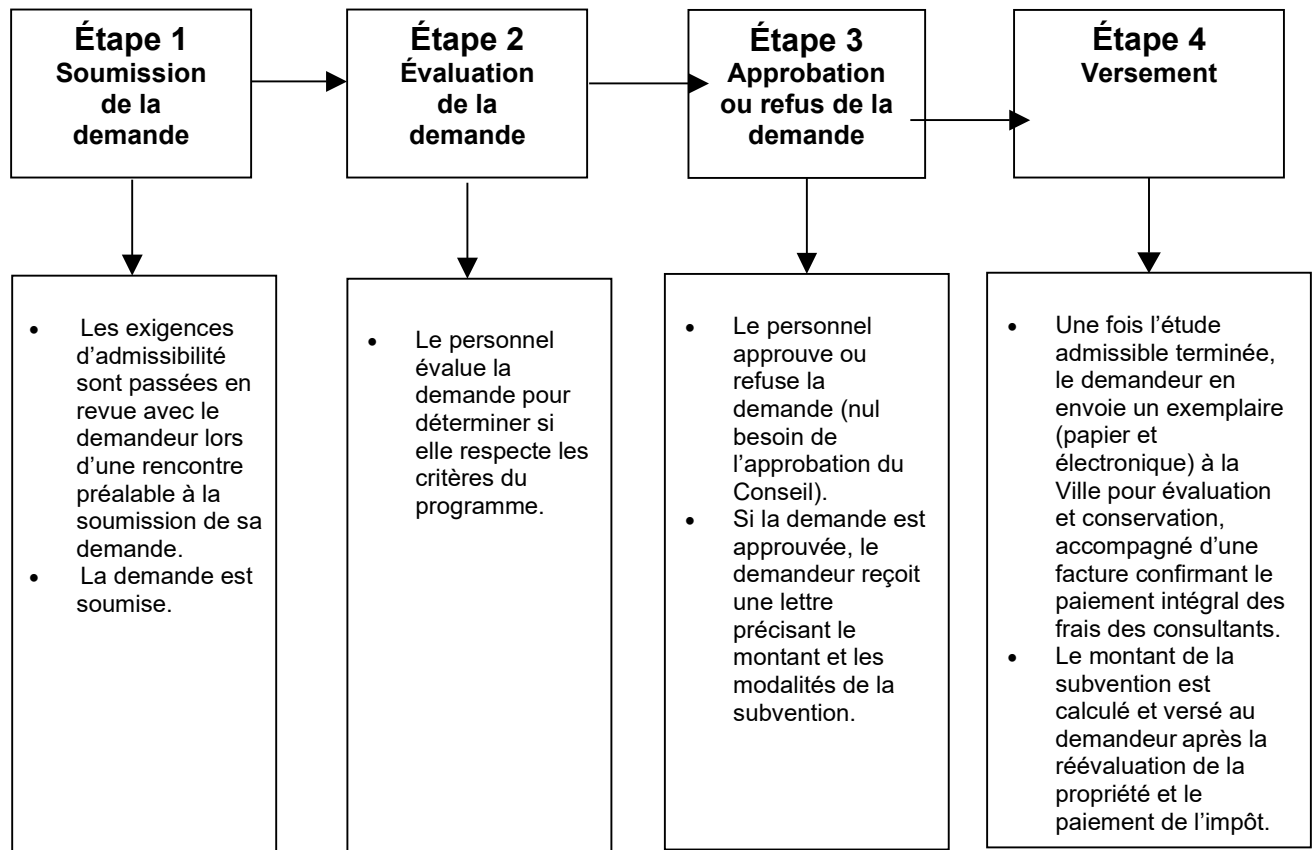 Étape 1
Soumission
de la
demande
Étape 2
Évaluation
de la
demande
Étape 3
Approbation
ou refus de la
demande
Étape 4
Versement
• Les exigences
d’admissibilité
sont passées en
revue avec le
demandeur lors
d’une rencontre
préalable à la
soumission de sa
demande.
• La demande est
soumise.
• Le personnel
évalue la
demande pour
déterminer si
elle respecte les
critères du
programme.
• Le personnel
approuve ou
refuse la
demande (nul
besoin de
l’approbation du
Conseil).
• Si la demande est
approuvée, le
demandeur reçoit
une lettre
précisant le
montant et les
modalités de la
subvention.
• Une fois l’étude
admissible terminée,
le demandeur en
envoie un exemplaire
(papier et
électronique) à la
Ville pour évaluation
et conservation,
accompagné d’une
facture confirmant le
paiement intégral des
frais des consultants.
• Le montant de la
subvention est
calculé et versé au
demandeur après la
réévaluation de la
propriété et le
paiement de l’impôt.